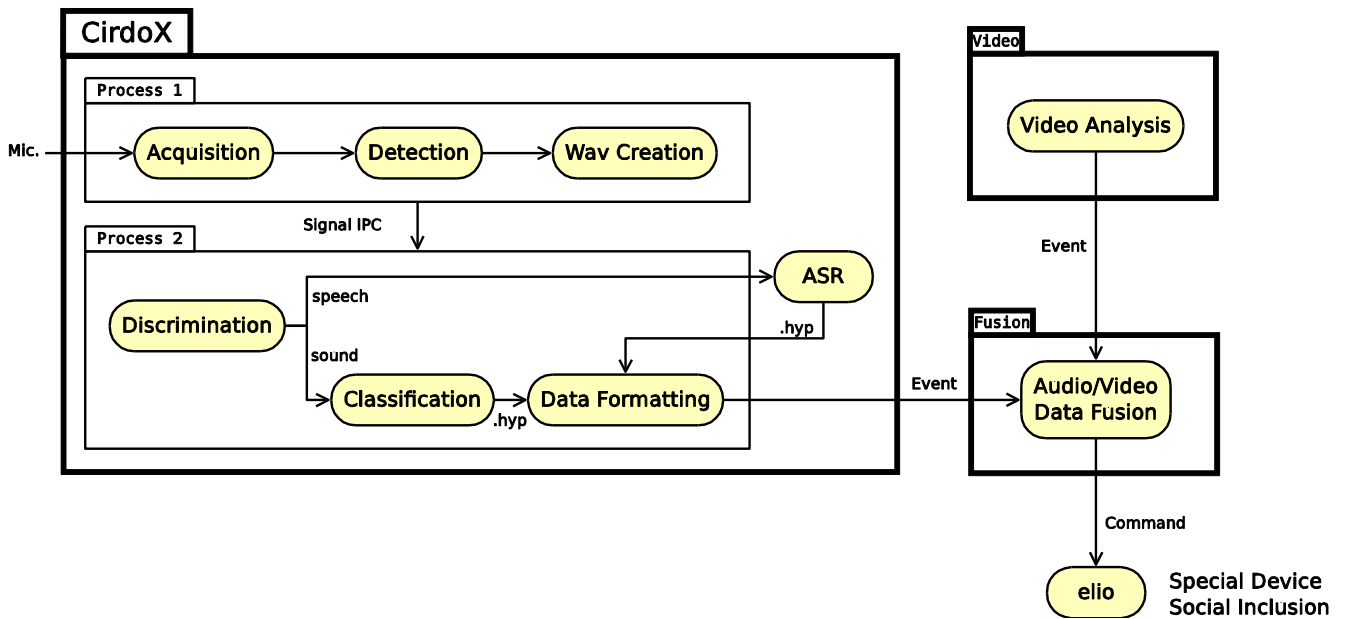 CirdoX
Process 1
Mic.
Acquisition
Detection
Wav Creation
Signal IPC
Process 2
Discrimination
speech
sound
ASR
.hyp
Classification
.hyp
Data Formatting
Event
Video
Video Analysis
Event
Fusion
Audio/Video
Data Fusion
Command
elio
Special Device
Social Inclusion